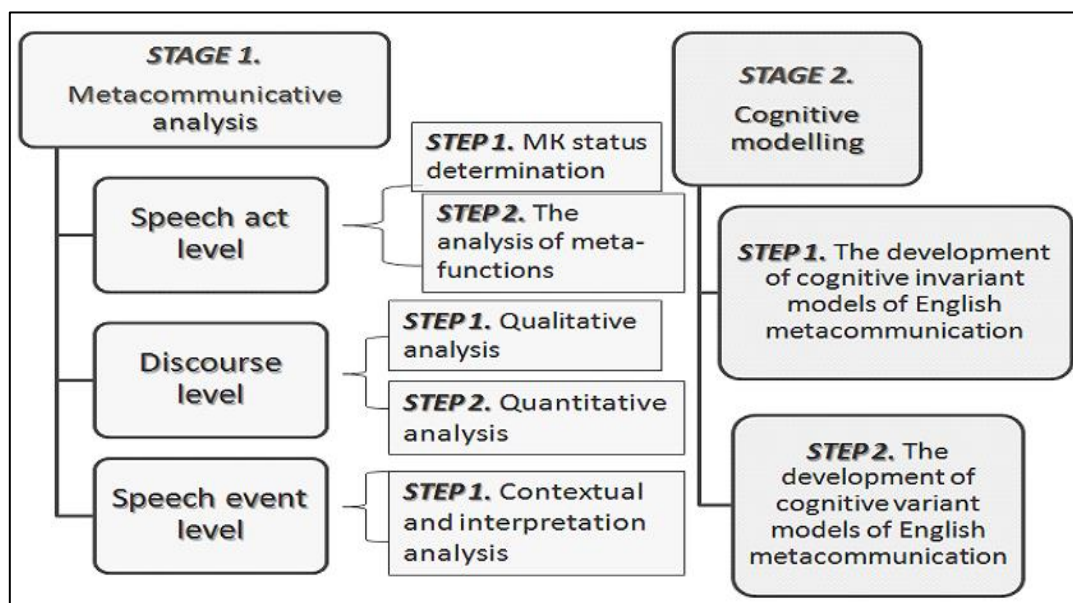 STAGE 1.
Metacommunicative
analysis
Speech act
level
STEP 1. MK status
determination
STEP 2. The
analysis of meta-
functions
Discourse
level
STEP 1. Qualitative
analysis
STEP 2. Quantitative
analysis
Speech event
level
STEP 1. Contextual
and interpretation
analysis
STAGE 2.
Cognitive
modelling
STEP 1. The development
of cognitive invariant
models of English
metacommunication
STEP 2. The
development of
cognitive variant
models of English
metacommunication